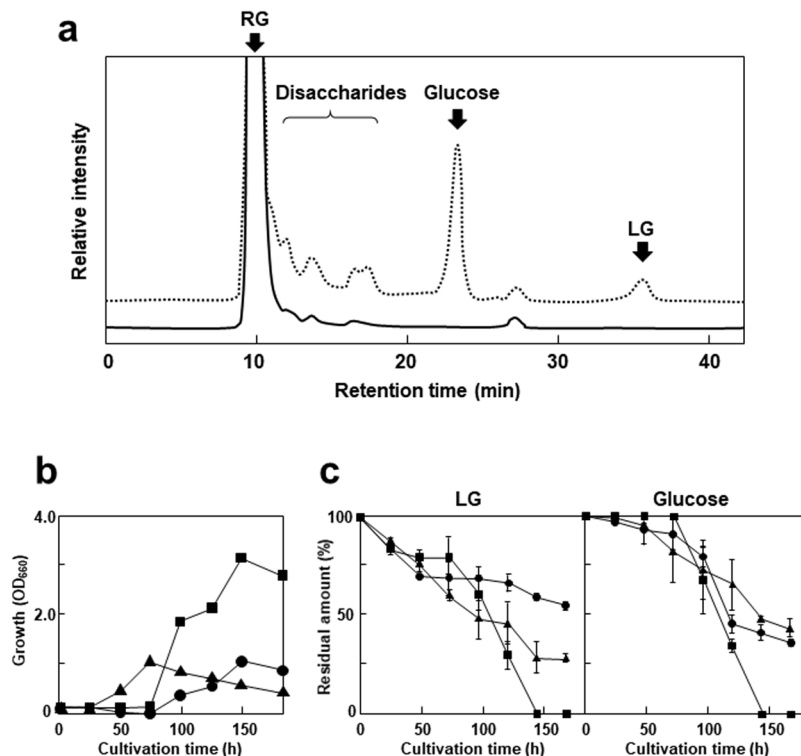 a
RG
Disaccharides
Glucose
LG
Relative intensity
0 10 20 30 40
Retention time (min)
b
4.0
2.0
0
Growth (OD660)
0 50 100 150
Cultivation time (h)
c
LG
Glucose
100
50
0
Residual amount (%)
0 50 100 150
0 50 100 150
Cultivation time (h)
Cultivation time (h)